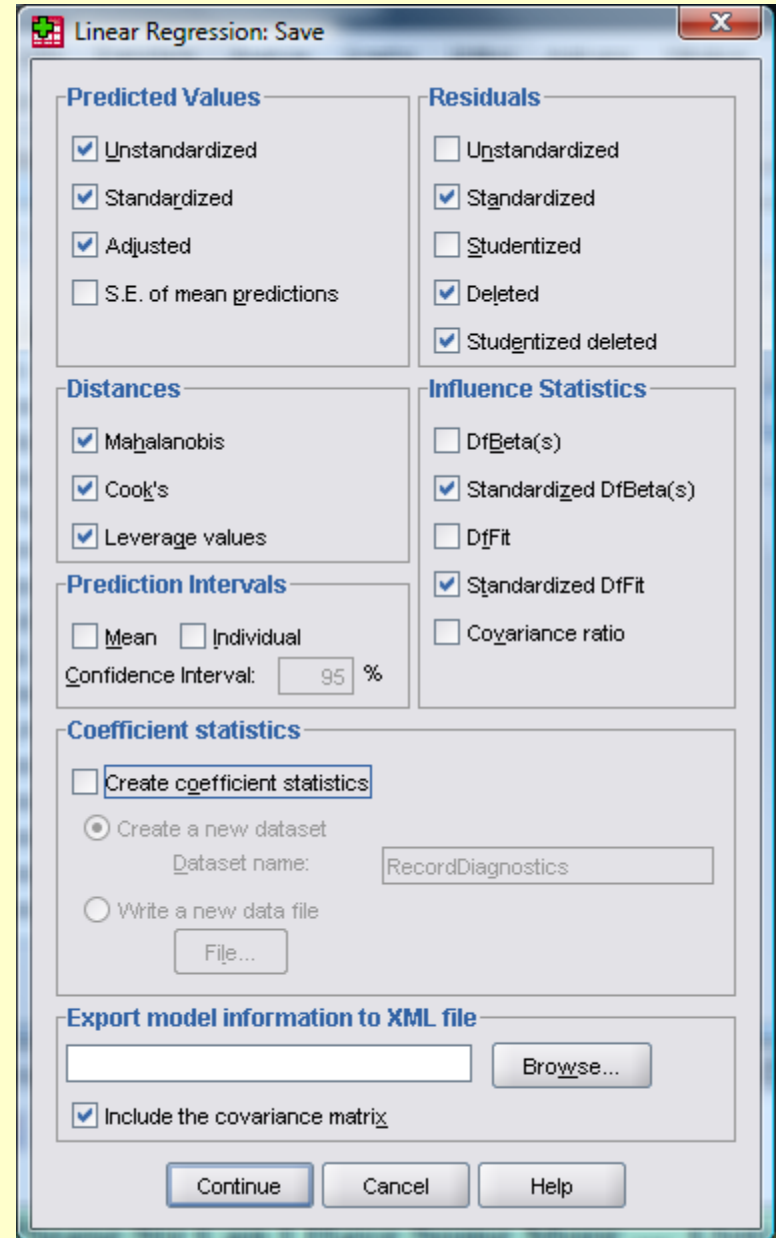 Linear Regression: Save
Predicted Values
Unstandardized
Standardized
Adjusted
S.E. of mean predictions
Residuals
Unstandardized
Standardized
Studentized
Deleted
Studentized deleted
Distances
Mahalanobis
Cook's
Leverage values
Influence Statistics
DfBeta(s)
Standardized DfBeta(s)
DfFit
Standardized DfFit
Covariance ratio
Prediction Intervals
Mean Individual
Confidence Interval: 95 %
Coefficient statistics
Create coefficient statistics
Create a new dataset
Dataset name: RecordDiagnostics
Write a new data file
File...
Export model information to XML file
Browse...
Include the covariance matrix
Continue Cancel Help